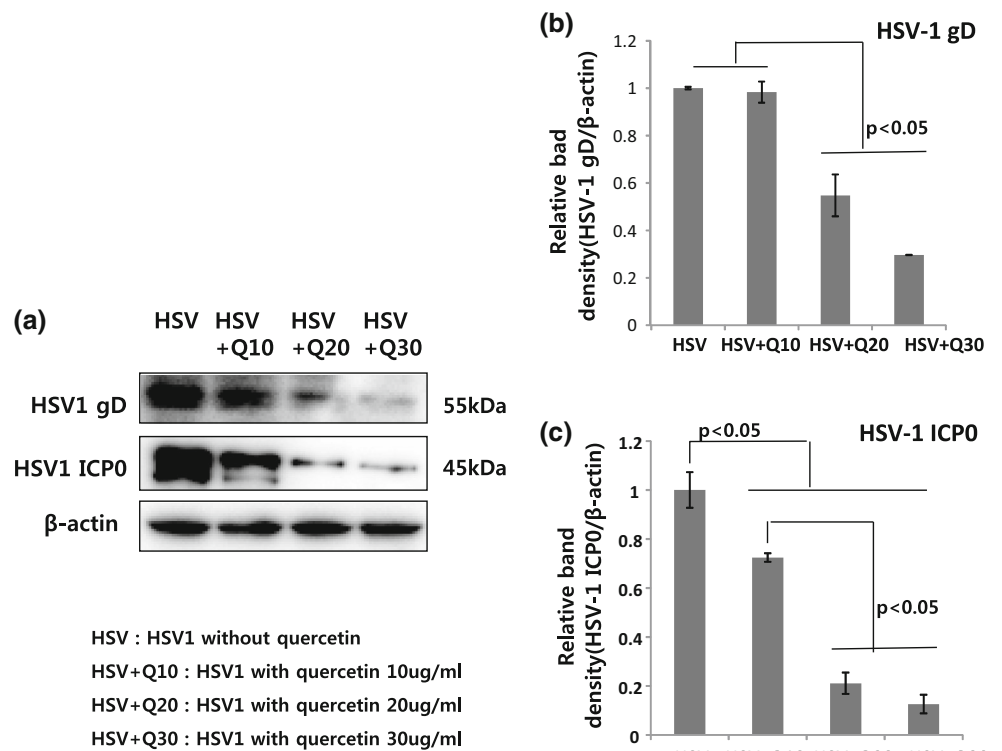 (a)
HSV HSV HSV HSV
+Q10 +Q20 +Q30
HSV1 gD 55kDa
HSV1 ICP0 45kDa
β-actin
HSV : HSV1 without quercetin
HSV+Q10 : HSV1 with quercetin 10ug/ml
HSV+Q20 : HSV1 with quercetin 20ug/ml
HSV+Q30 : HSV1 with quercetin 30ug/ml
(b)
HSV-1 gD
Relative bad
density(HSV-1 gD/β-actin)
1.2
1
0.8
0.6
0.4
0.2
0
p<0.05
HSV HSV+Q10 HSV+Q20 HSV+Q30
(c)
HSV-1 ICP0
Relative band
density(HSV-1 ICP0/β-actin)
1.2
1
0.8
0.6
0.4
0.2
0
p<0.05
p<0.05